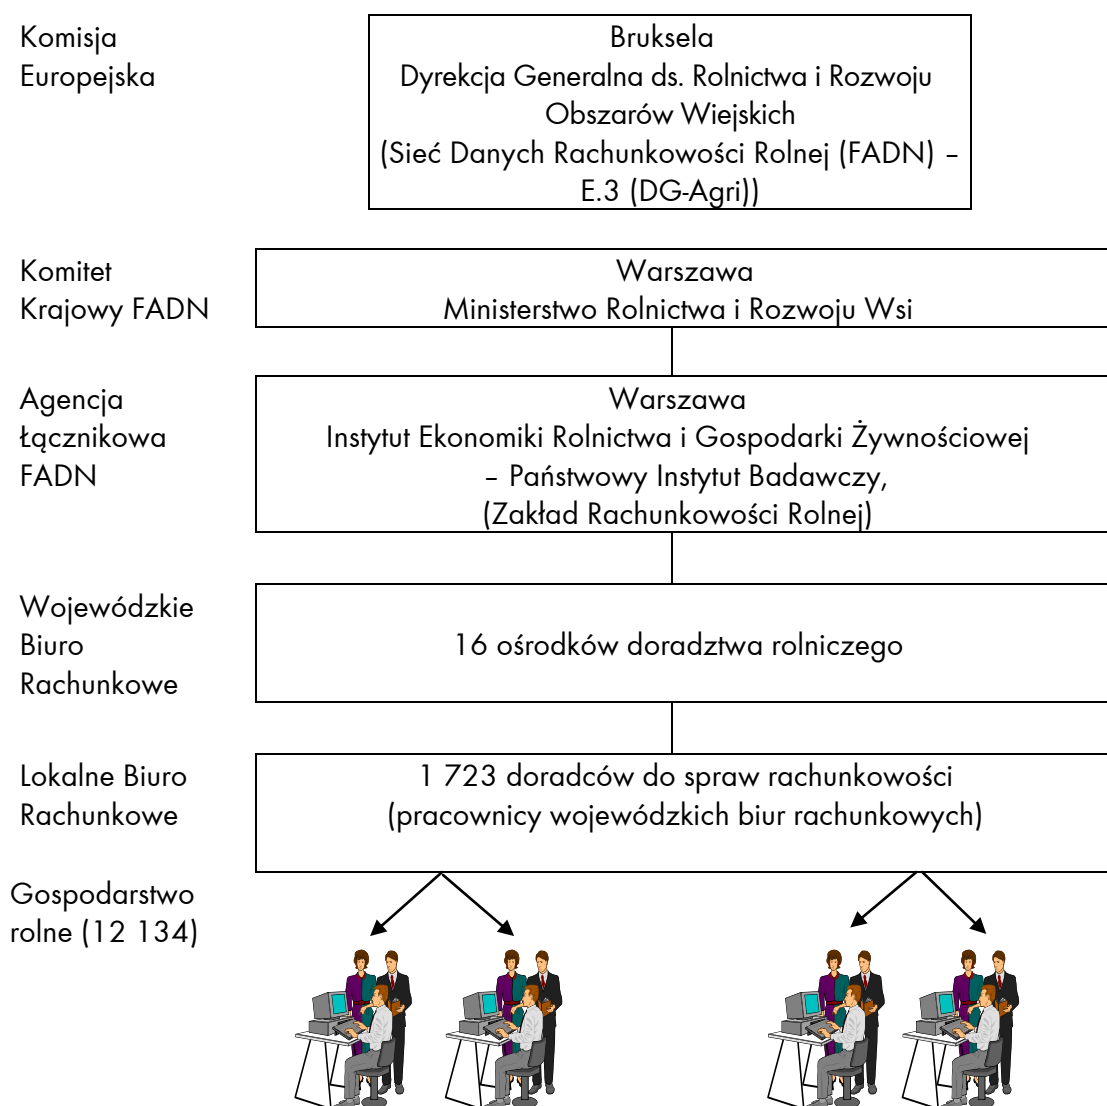 Komisja
Europejska
Bruksela
Dyrekcja Generalna ds. Rolnictwa i Rozwoju
Obszarów Wiejskich
(Sieć Danych Rachunkowości Rolnej (FADN) –
E.3 (DG-Agri))
Komitet
Krajowy FADN
Warszawa
Ministerstwo Rolnictwa i Rozwoju Wsi
Agencja
Łącznikowa
FADN
Warszawa
Instytut Ekonomiki Rolnictwa i Gospodarki Żywnościowej
– Państwowy Instytut Badawczy,
(Zakład Rachunkowości Rolnej)
Wojewódzkie
Biuro
Rachunkowe
16 ośrodków doradztwa rolniczego
Lokalne Biuro
Rachunkowe
1 723 doradców do spraw rachunkowości
(pracownicy wojewódzkich biur rachunkowych)
Gospodarstwo
rolne (12 134)